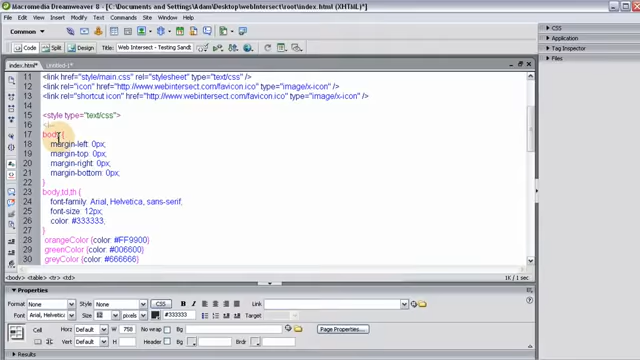 Macromedia Dreamweaver 8 - [C:\Documents and Settings\Adam\Desktop\webIntersect\root\index.html (XHTML)*]
File Edit View Insert Modify Text Commands Site Window Help
Common
Code Split Design Title: Web Intersect - Testing Sandb
index.html* Untitled-1*
11 <link href="style/main.css" rel="stylesheet" type="text/css" />
12 <link rel="icon" href="http://www.webintersect.com/favicon.ico" type="image/x-icon" />
13 <link rel="shortcut icon" href="http://www.webintersect.com/favicon.ico" type="image/x-icon" />
14
15 <style type="text/css">
16 <!--
17 body {
18 margin-left: 0px;
19 margin-top: 0px;
20 margin-right: 0px;
21 margin-bottom: 0px;
22 }
23 body,td,th {
24 font-family: Arial, Helvetica, sans-serif;
25 font-size: 12px;
26 color: #333333;
27 }
28 .orangeColor {color: #FF9900}
29 .greenColor {color: #006600}
30 .greyColor {color: #666666}
<body> <table> <tr> <td> 1K / 1 sec
CSS
Application
Tag Inspector
Files
Properties
Format None Style None CSS B I Link
Font Arial, Helvetica Size 12 pixels #333333 Target
Cell Horz Default W 758 No wrap Bg
Vert Default H Header Bg Brdr Page Properties...
Results